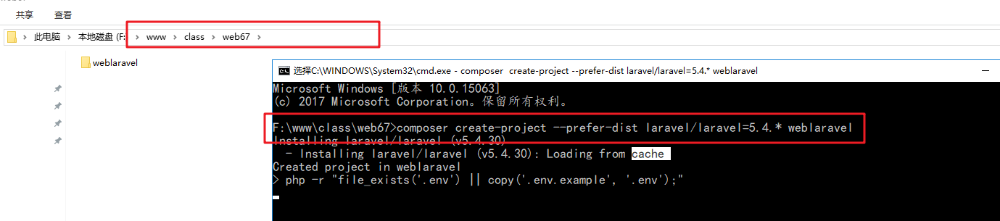 共享 查看
此电脑 > 本地磁盘 (F:) > www > class > web67 >
weblaravel
选择C:\WINDOWS\System32\cmd.exe - composer  create-project --prefer-dist laravel/laravel=5.4.* weblaravel
Microsoft Windows [版本 10.0.15063]
(c) 2017 Microsoft Corporation。保留所有权利。
F:\www\class\web67>composer create-project --prefer-dist laravel/laravel=5.4.* weblaravel
Installing laravel/laravel (v5.4.30)
  - Installing laravel/laravel (v5.4.30): Loading from cache
Created project in weblaravel
> php -r "file_exists('.env') || copy('.env.example', '.env');"